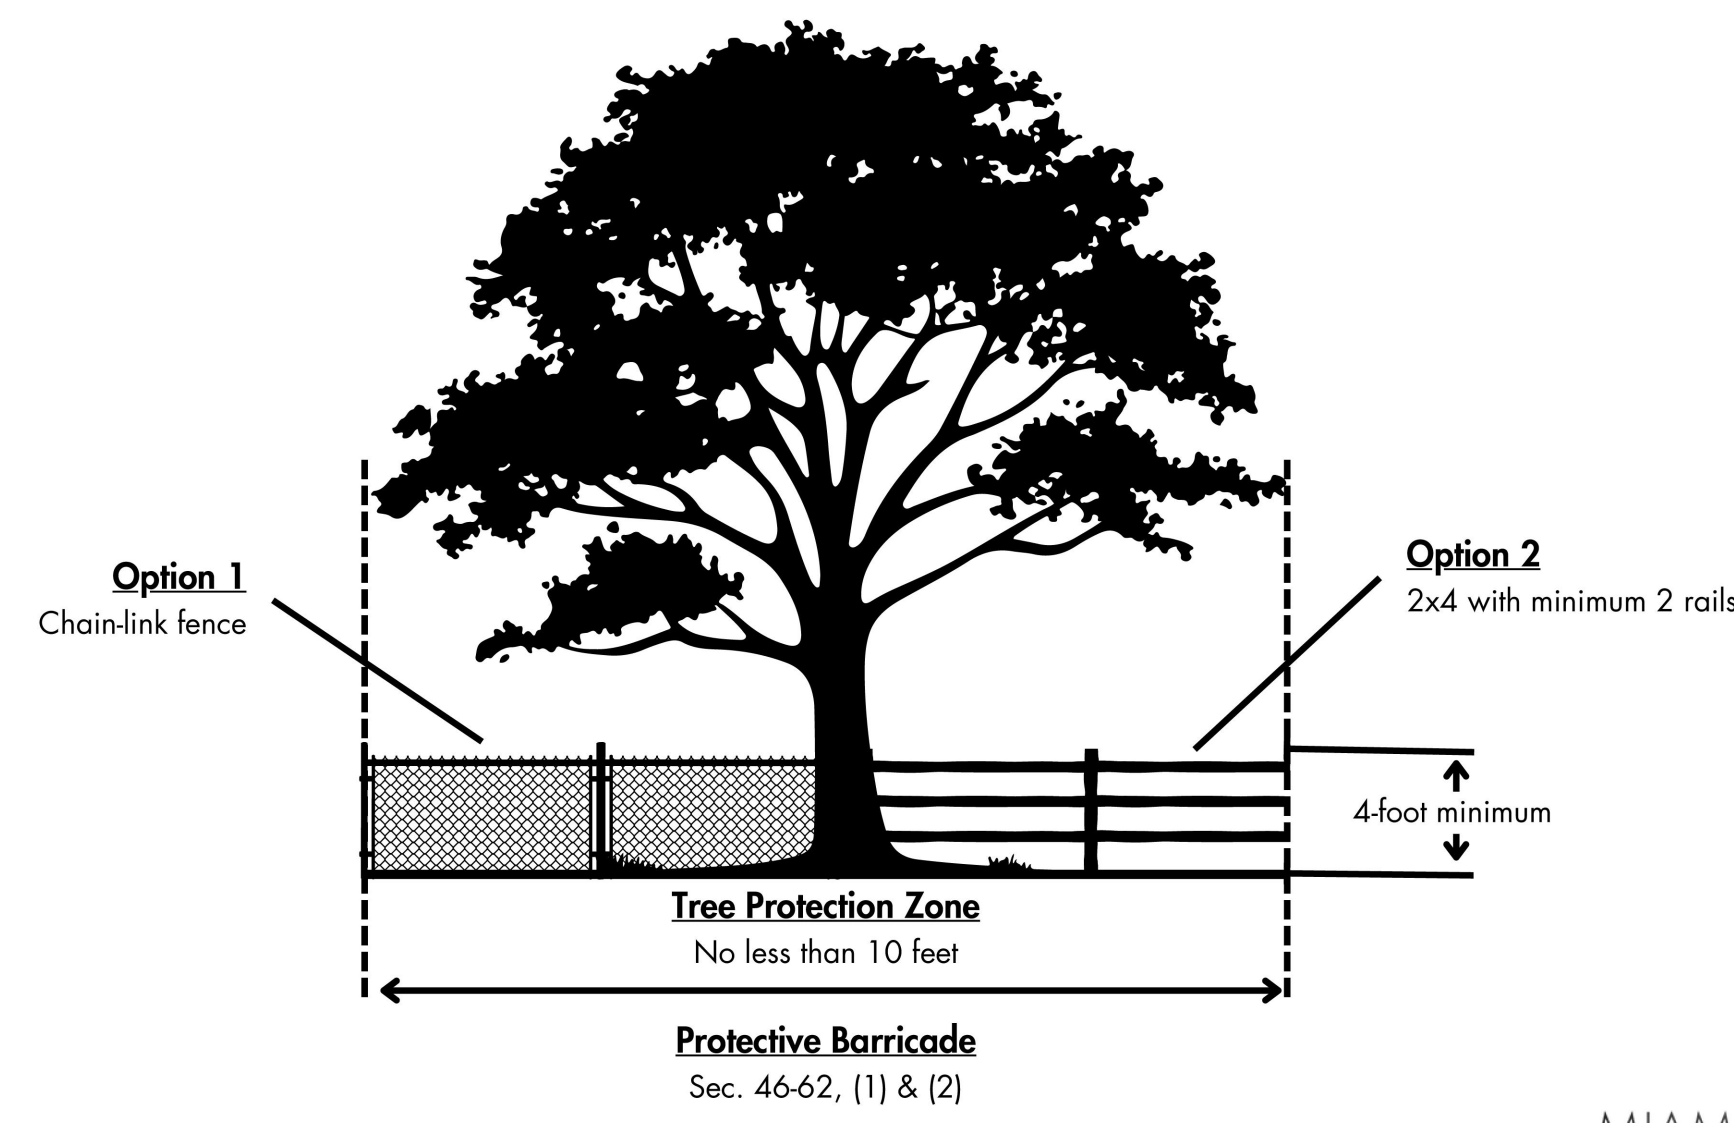 Option 1
Chain-link fence
Option 2
2x4 with minimum 2 rails
4-foot minimum
Tree Protection Zone
No less than 10 feet
Protective Barricade
Sec. 46-62, (1) & (2)